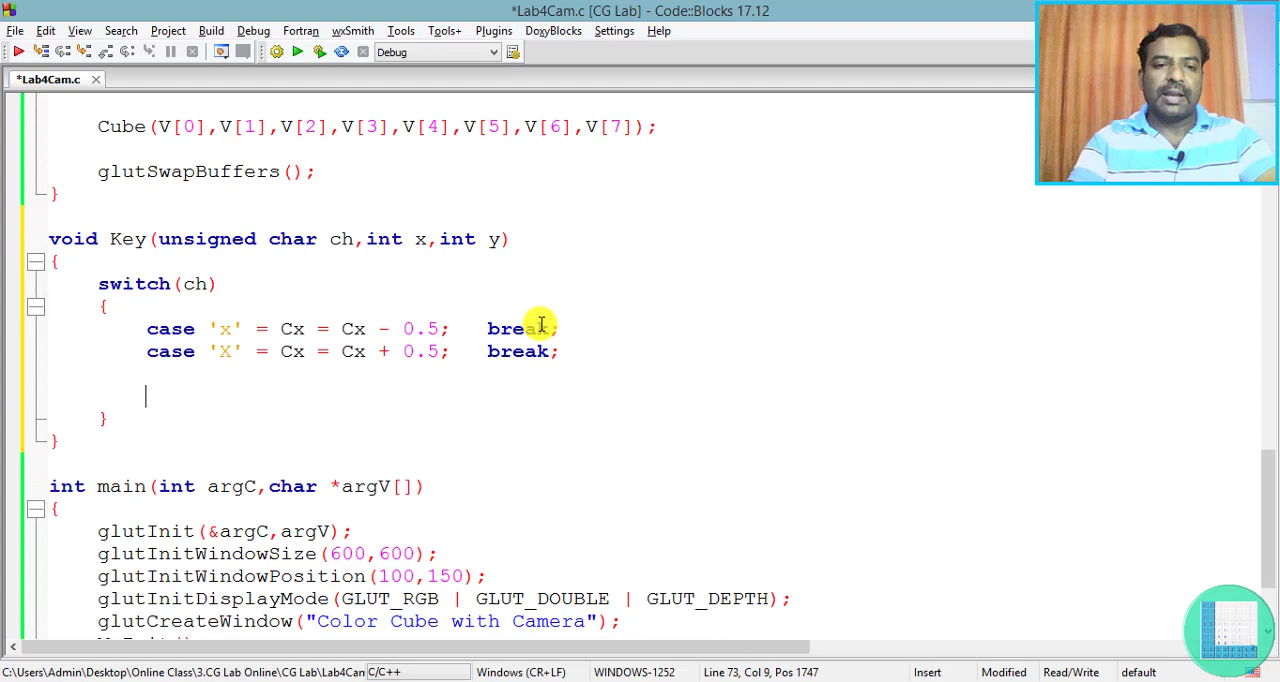 *Lab4Cam.c [CG Lab] - Code::Blocks 17.12
File Edit View Search Project Build Debug Fortran wxSmith Tools Tools+ Plugins DoxyBlocks Settings Help
Debug
*Lab4Cam.c
Cube(V[0],V[1],V[2],V[3],V[4],V[5],V[6],V[7]);
glutSwapBuffers();
}
void Key(unsigned char ch,int x,int y)
{
switch(ch)
{
case 'x' = Cx = Cx - 0.5; break;
case 'X' = Cx = Cx + 0.5; break;
}
}
int main(int argC,char *argV[])
{
glutInit(&argC,argV);
glutInitWindowSize(600,600);
glutInitWindowPosition(100,150);
glutInitDisplayMode(GLUT_RGB | GLUT_DOUBLE | GLUT_DEPTH);
glutCreateWindow("Color Cube with Camera");
C:\Users\Admin\Desktop\Online Class\3.CG Lab Online\CG Lab\Lab4Cam C/C++ Windows (CR+LF) WINDOWS-1252 Line 73, Col 9, Pos 1747 Insert Modified Read/Write default